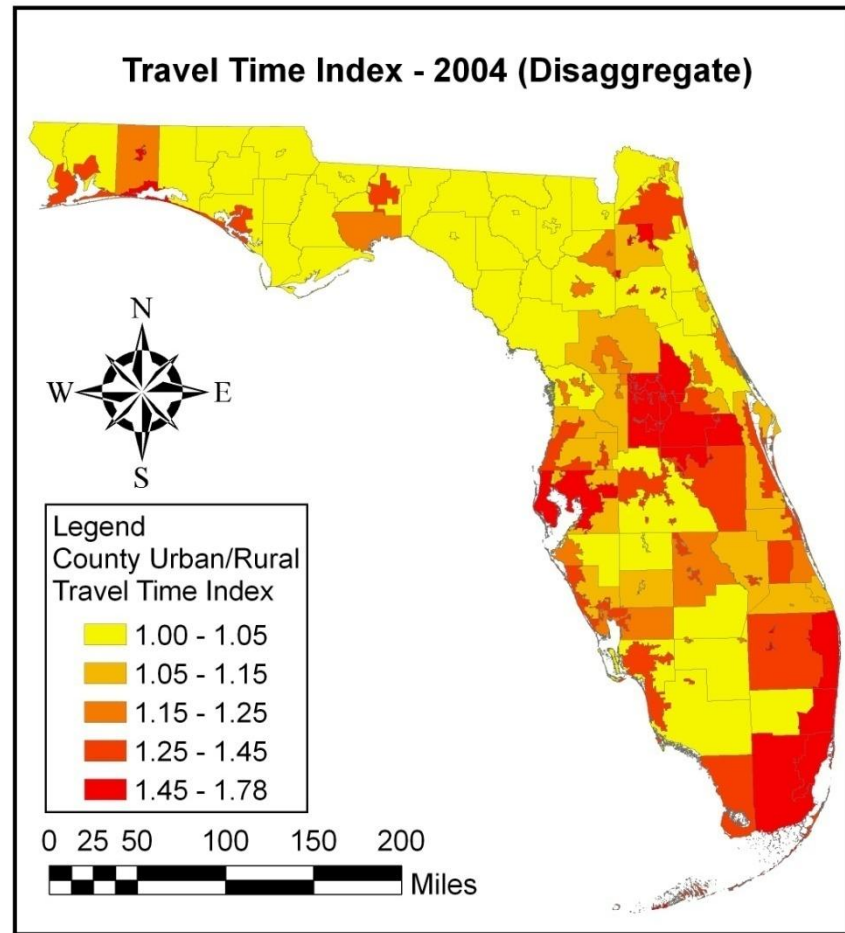 Travel Time Index - 2004 (Disaggregate)
N
W E
S
Legend
County Urban/Rural
Travel Time Index
1.00 - 1.05
1.05 - 1.15
1.15 - 1.25
1.25 - 1.45
1.45 - 1.78
0 25 50 100 150 200
Miles